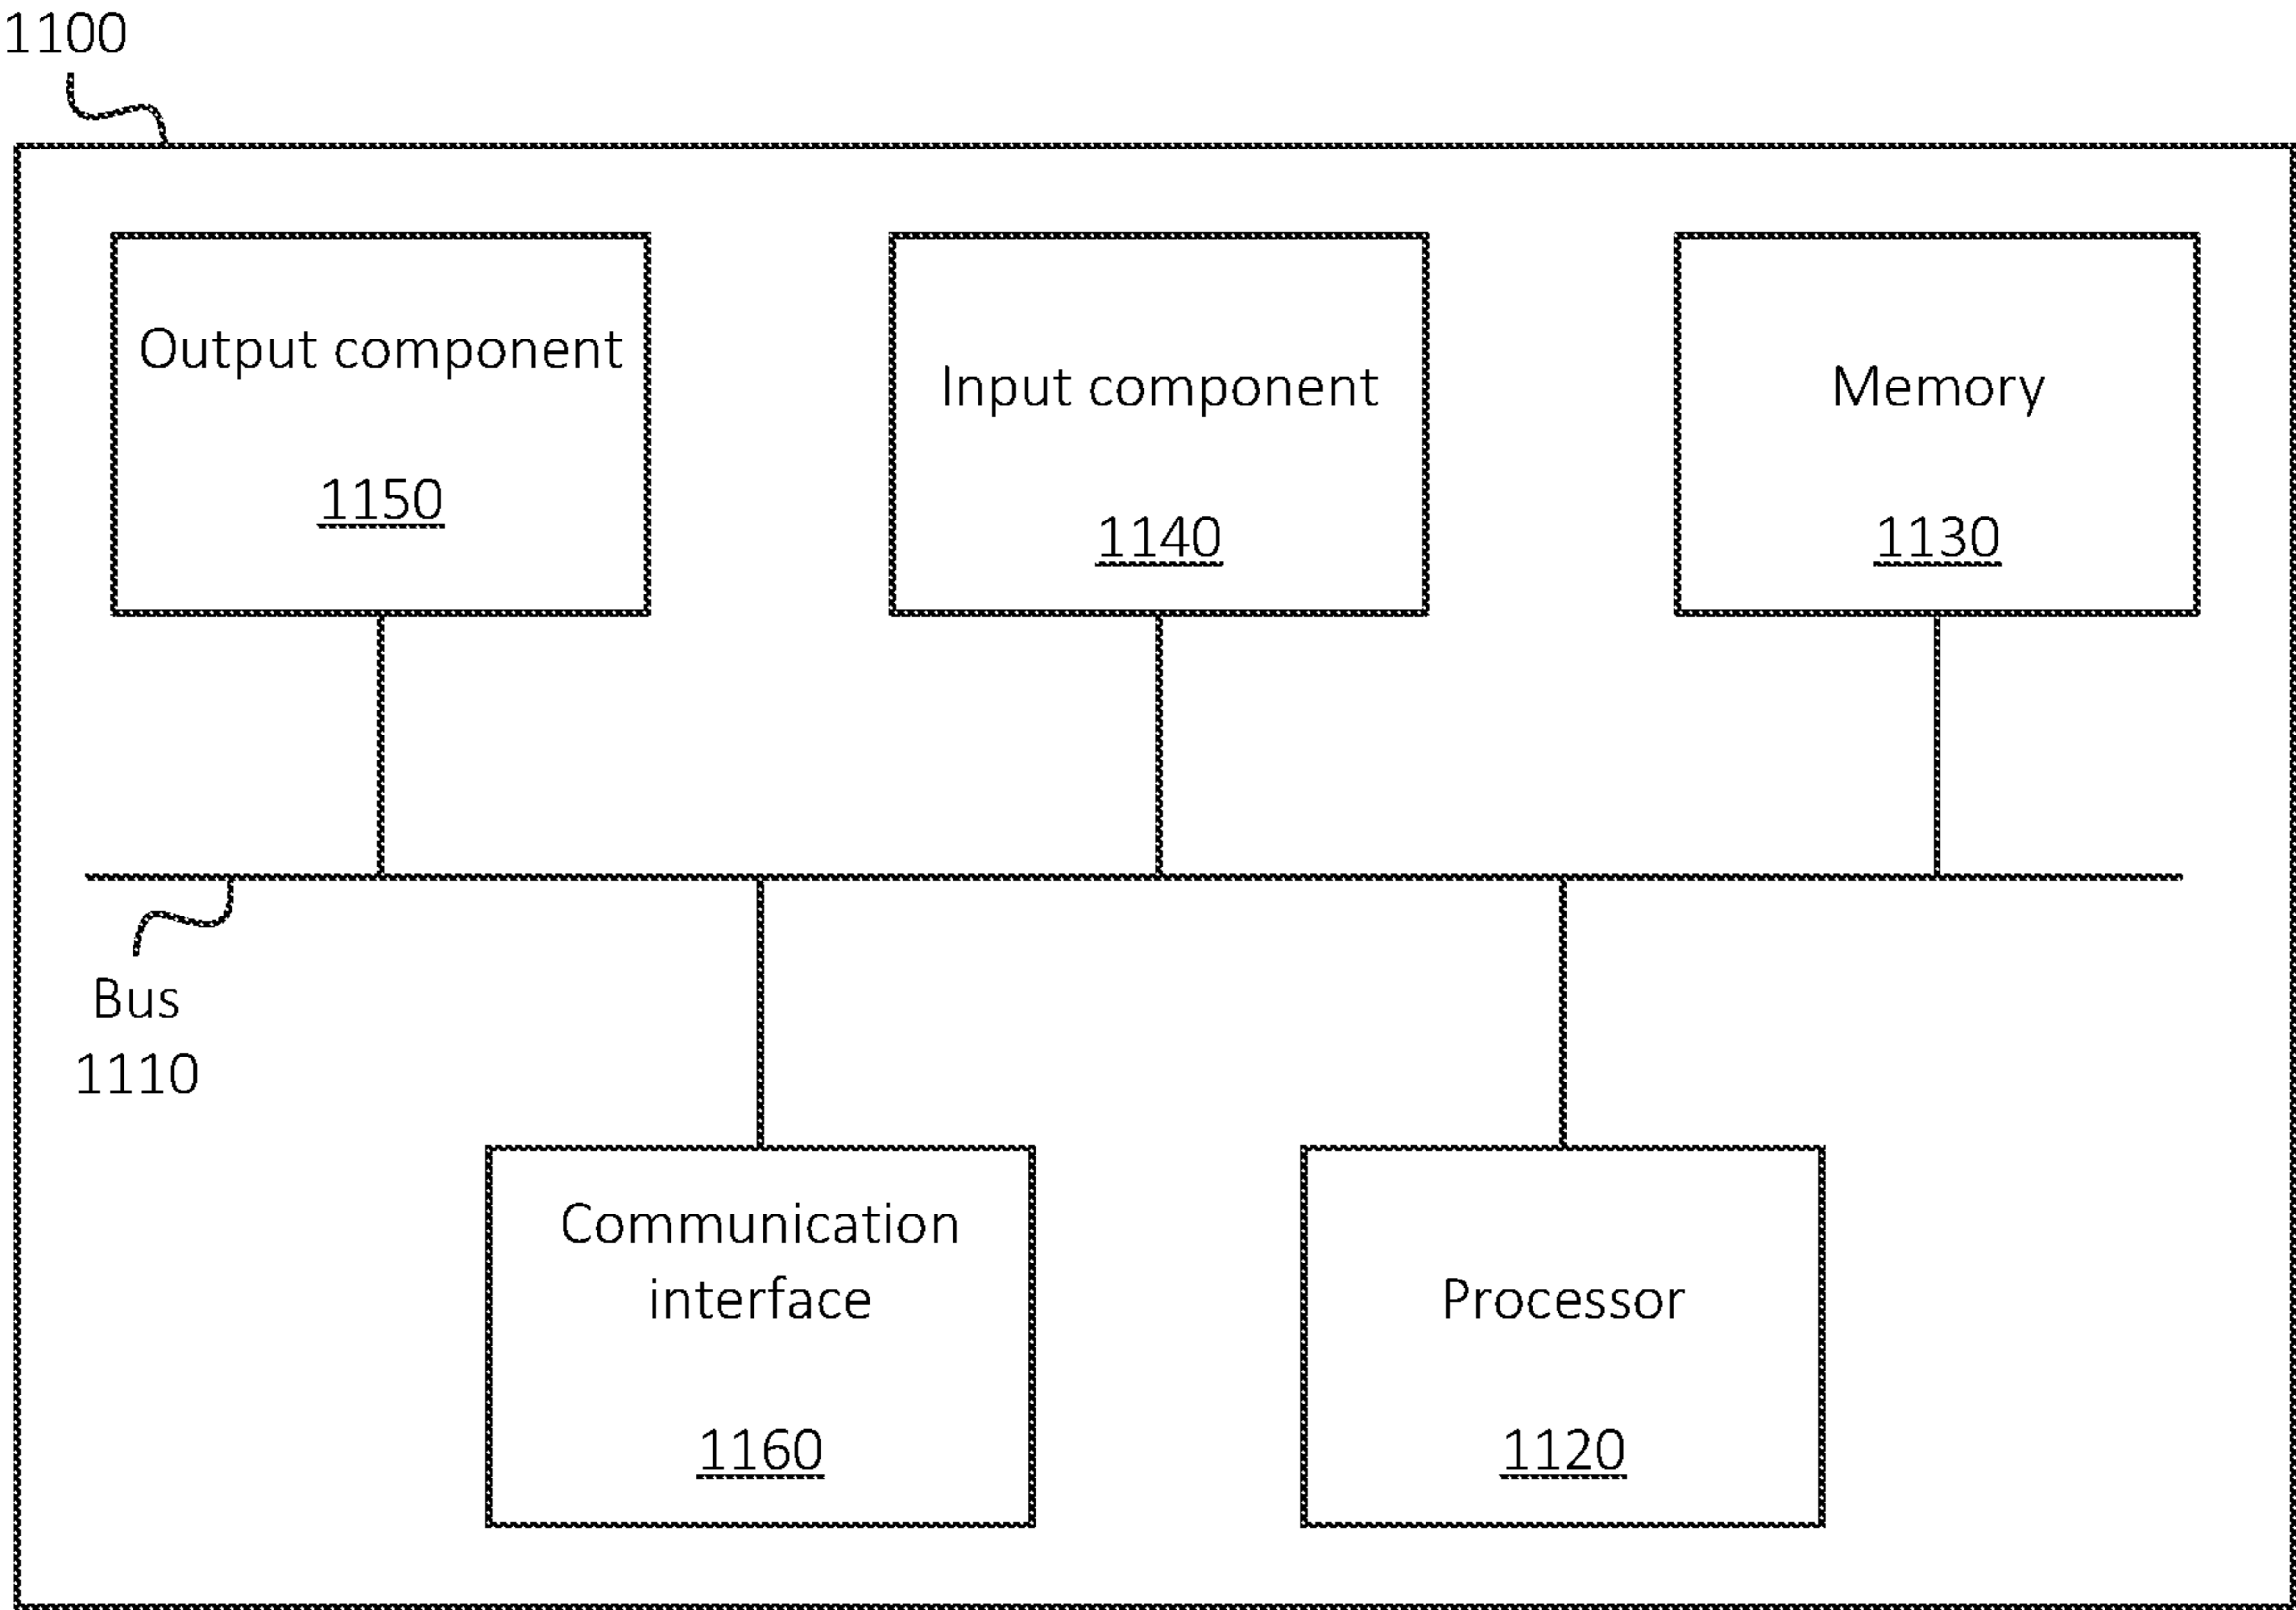 1100
Output component
1150
Input component
1140
Memory
1130
Bus
1110
Communication
interface
1160
Processor
1120